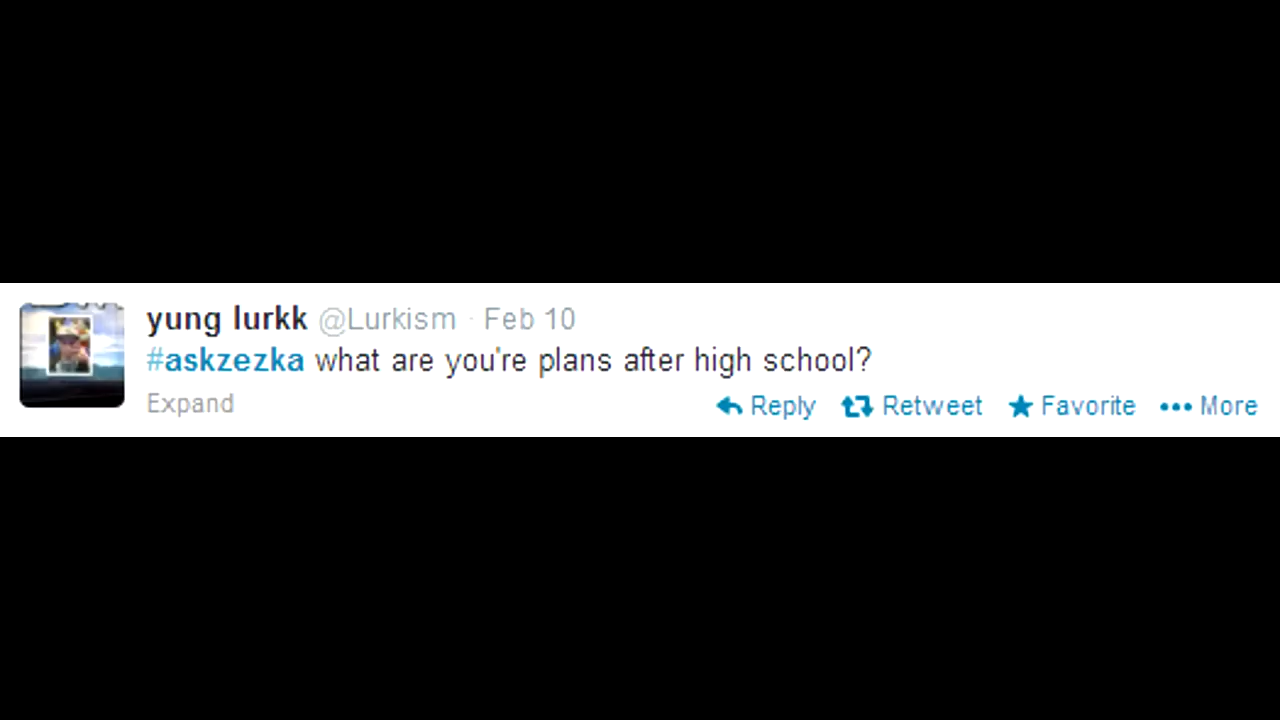 yung lurkk @Lurkism · Feb 10
#askzezka what are you're plans after high school?
Expand Reply Retweet Favorite More